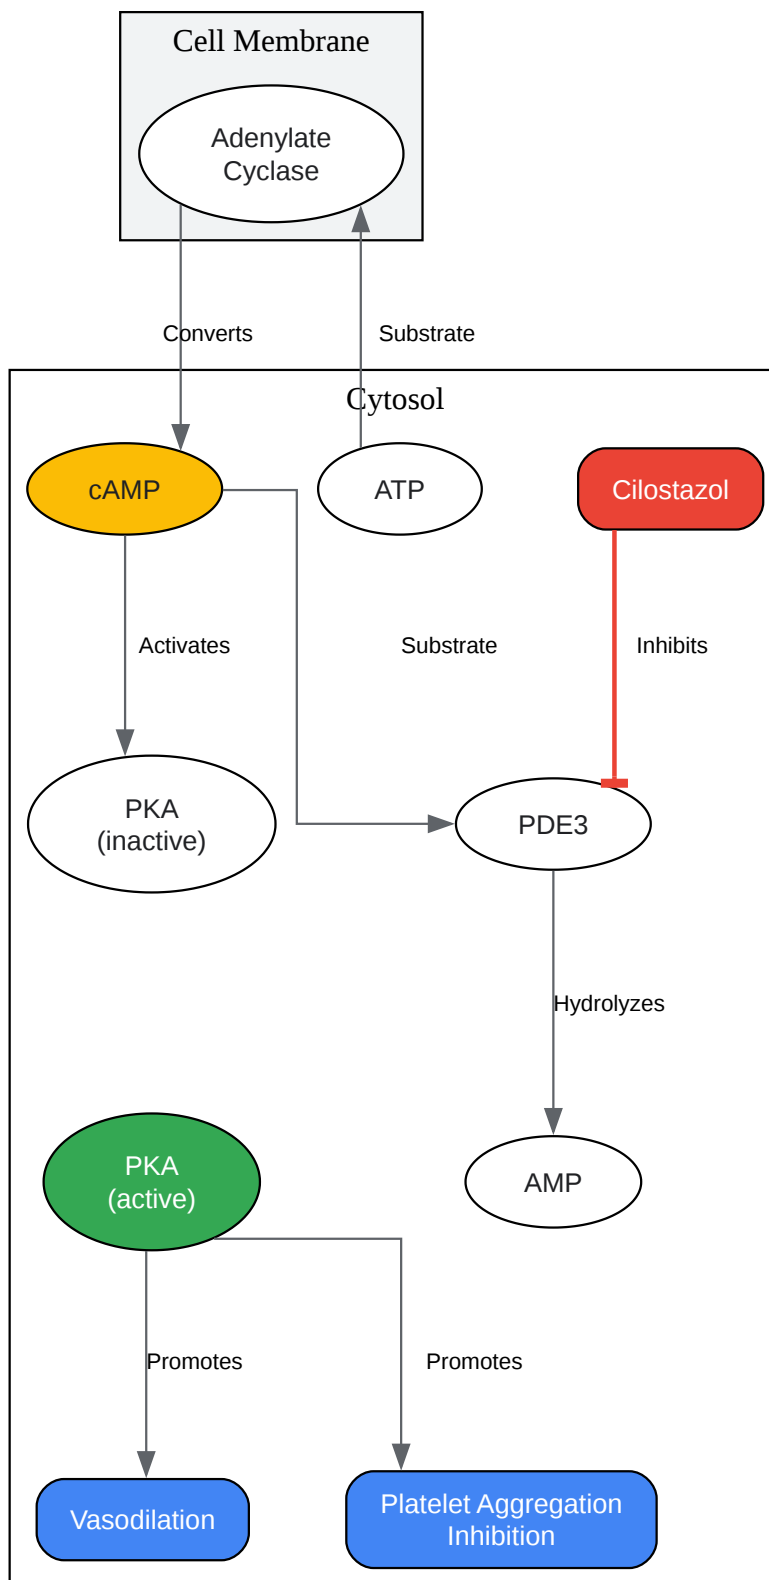 Cell Membrane
Adenylate
Cyclase
Converts
Substrate
Cytosol
cAMP
ATP
Cilostazol
Activates
Substrate
Inhibits
PKA
(inactive)
PDE3
Hydrolyzes
PKA
(active)
AMP
Promotes
Promotes
Vasodilation
Platelet Aggregation
Inhibition